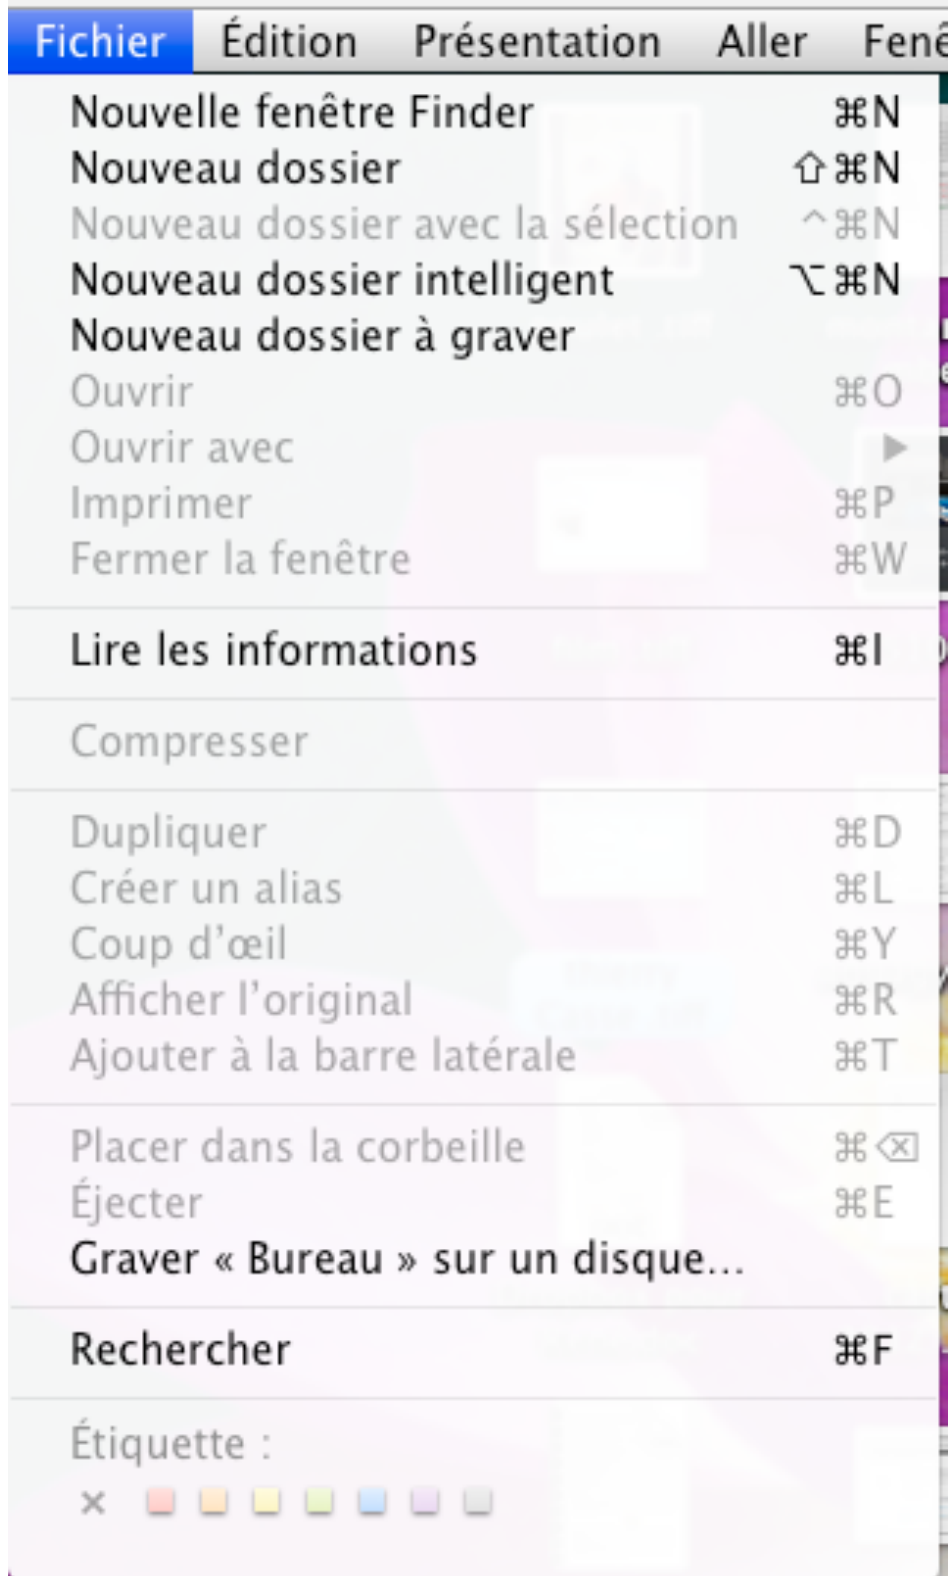 Fichier Édition Présentation Aller Fenê
Nouvelle fenêtre Finder ⌘N
Nouveau dossier ⇧⌘N
Nouveau dossier avec la sélection ^⌘N
Nouveau dossier intelligent ⌥⌘N
Nouveau dossier à graver
Ouvrir ⌘O
Ouvrir avec ▶
Imprimer ⌘P
Fermer la fenêtre ⌘W
Lire les informations ⌘I
Compresser
Dupliquer ⌘D
Créer un alias ⌘L
Coup d’œil ⌘Y
Afficher l’original ⌘R
Ajouter à la barre latérale ⌘T
Placer dans la corbeille ⌘⌫
Éjecter ⌘E
Graver « Bureau » sur un disque…
Rechercher ⌘F
Étiquette :
×